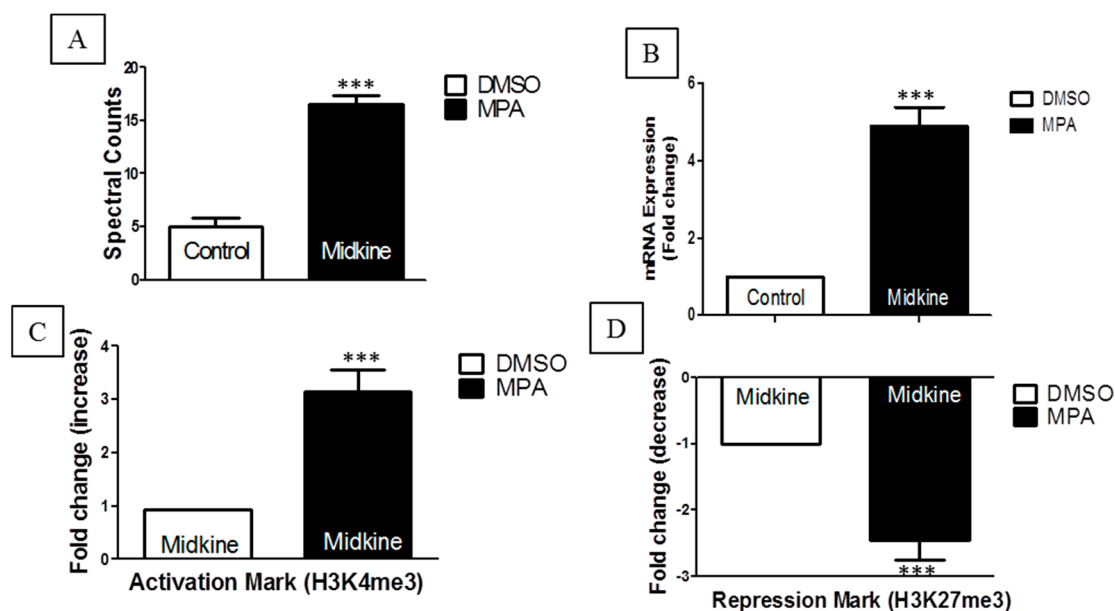 A
Spectral Counts
20
15
10
5
0
***
Control
Midkine
DMSO
MPA
B
mRNA Expression
(Fold change)
6
4
2
0
***
Control
Midkine
DMSO
MPA
C
Fold change (increase)
4
3
2
1
0
***
Midkine
Midkine
DMSO
MPA
Activation Mark (H3K4me3)
D
Fold change (decrease)
0
-1
-2
-3
Midkine
Midkine
***
DMSO
MPA
Repression Mark (H3K27me3)